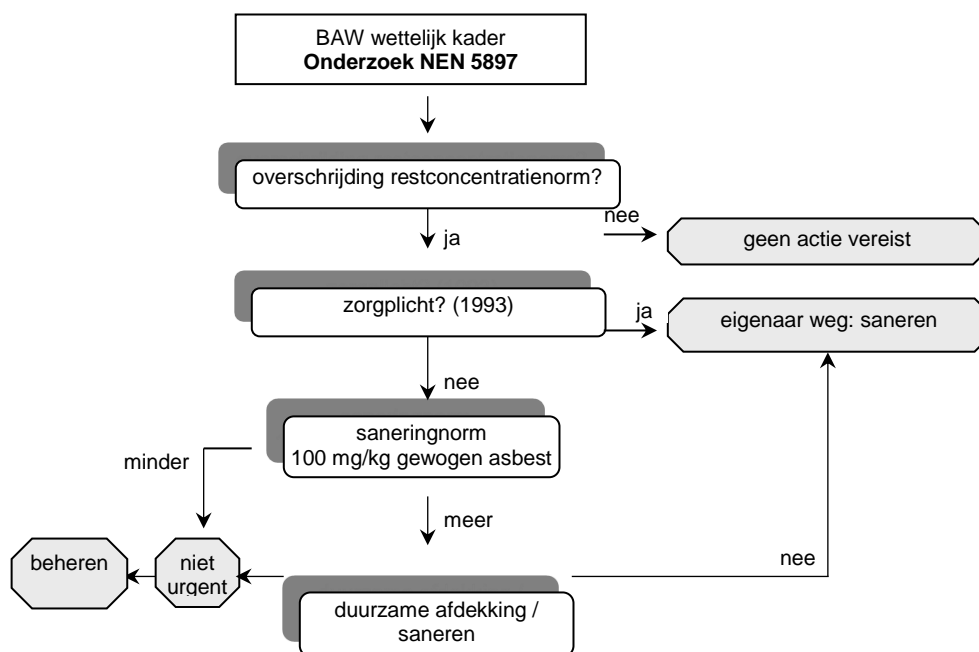 BAW wettelijk kader
Onderzoek NEN 5897
overschrijding restconcentratienorm?
nee
ja
geen actie vereist
zorgplicht? (1993)
ja
eigenaar weg: saneren
nee
saneringnorm
100 mg/kg gewogen asbest
minder
meer
nee
beheren
niet
urgent
duurzame afdekking /
saneren